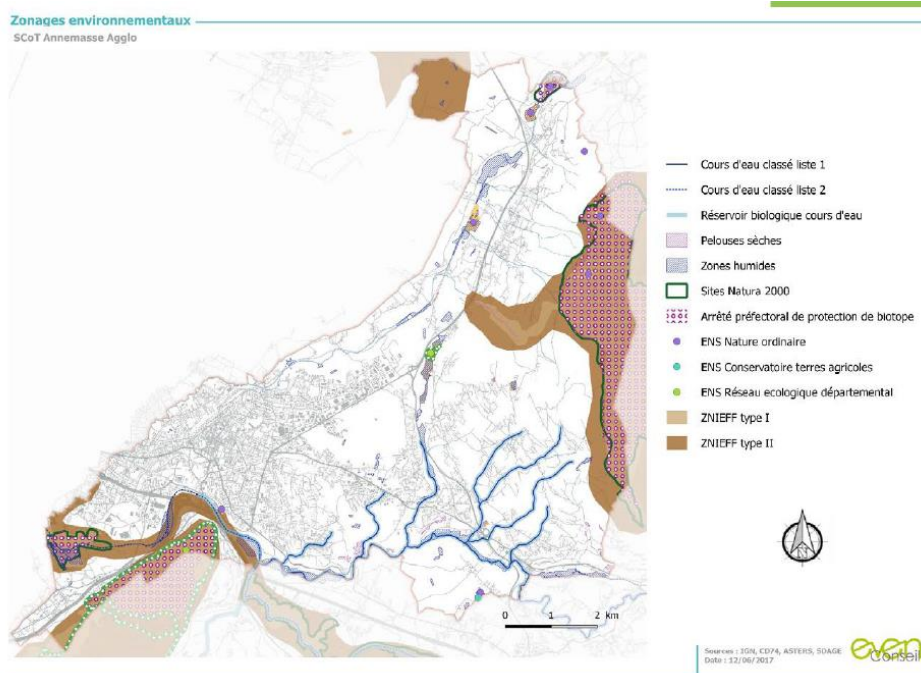 Zonages environnementaux
SCoT Annemasse Agglo
Cours d'eau classé liste 1
Cours d'eau classé liste 2
Réservoir biologique cours d'eau
Pelouses sèches
Zones humides
Sites Natura 2000
Arrêté préfectoral de protection de biotope
ENS Nature ordinaire
ENS Conservatoire terres agricoles
ENS Réseau ecologique départemental
ZNIEFF type I
ZNIEFF type II
N
0 1 2 km
Sources : IGN, CD74, ASTERS, SDAGE
Date : 12/06/2017
even
Conseil